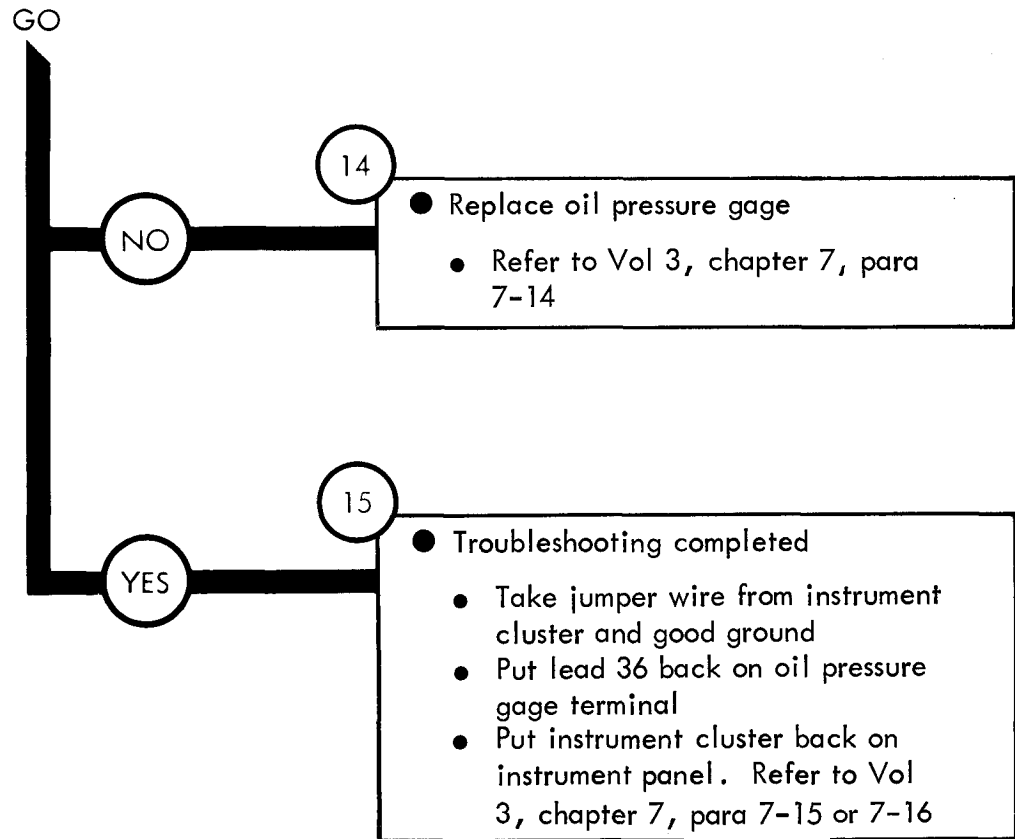 GO
14
● Replace oil pressure gage
● Refer to Vol 3, chapter 7, para
7-14
NO
15
● Troubleshooting completed
● Take jumper wire from instrument
cluster and good ground
● Put lead 36 back on oil pressure
gage terminal
● Put instrument cluster back on
instrument panel. Refer to Vol
3, chapter 7, para 7-15 or 7-16
YES